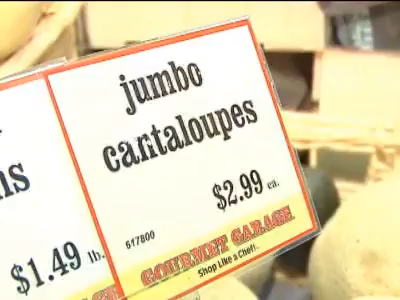 jumbo
cantaloupes
$2.99 ea.
617800
GOURMET GARAGE
Shop Like a Chef!
$1.49 lb.